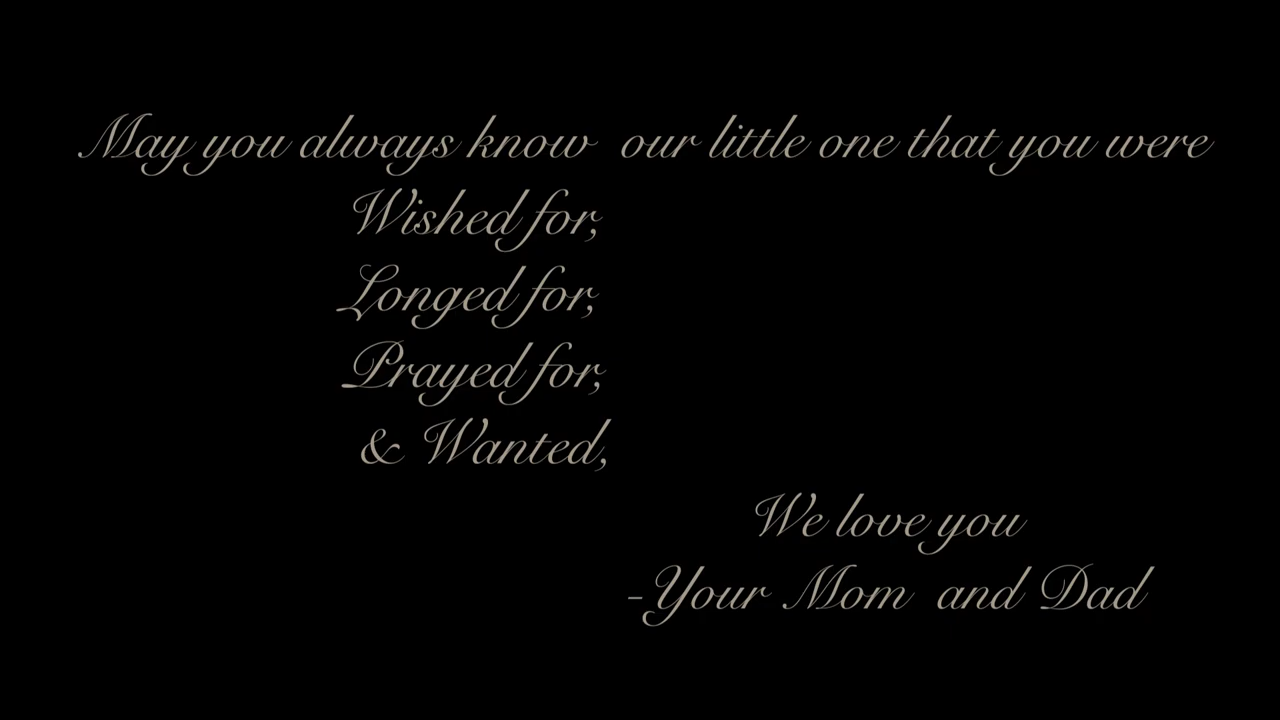 May you always know our little one that you were
Wished for,
Longed for,
Prayed for,
& Wanted,
We love you
-Your Mom and Dad